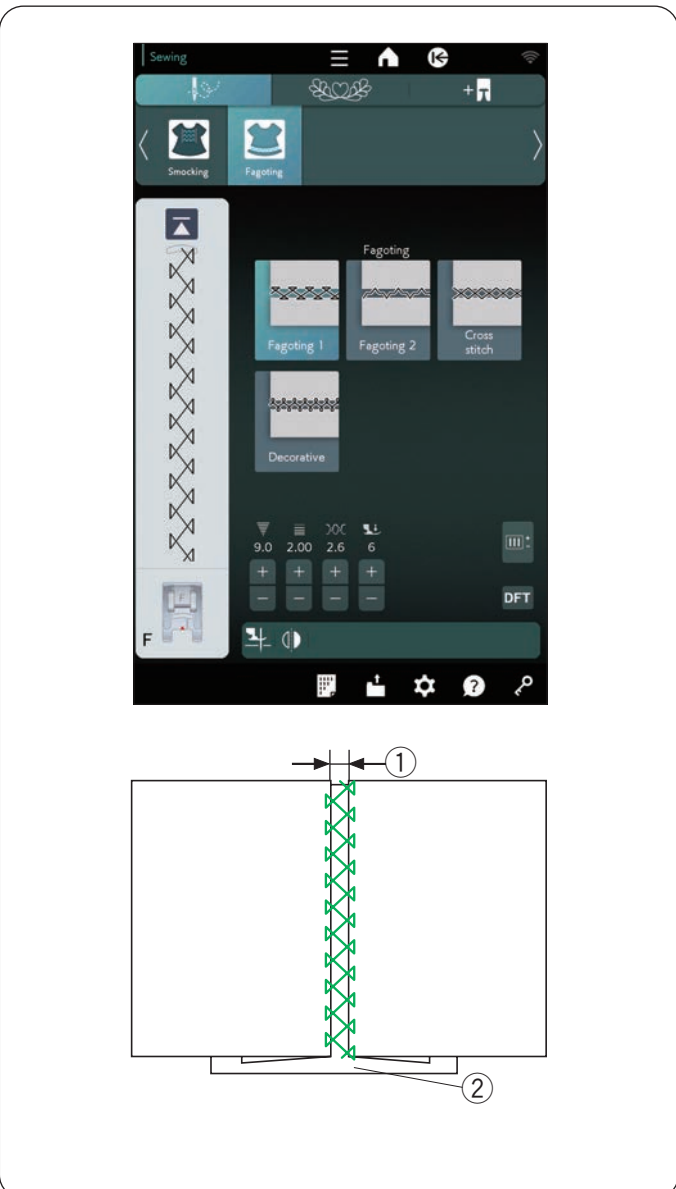 Sewing
Smocking
Fagoting
Fagoting
Fagoting 1
Fagoting 2
Cross
stitch
Decorative
9.0 2.00 2.6 6
+ + + +
− − − −
DFT
F
①
②